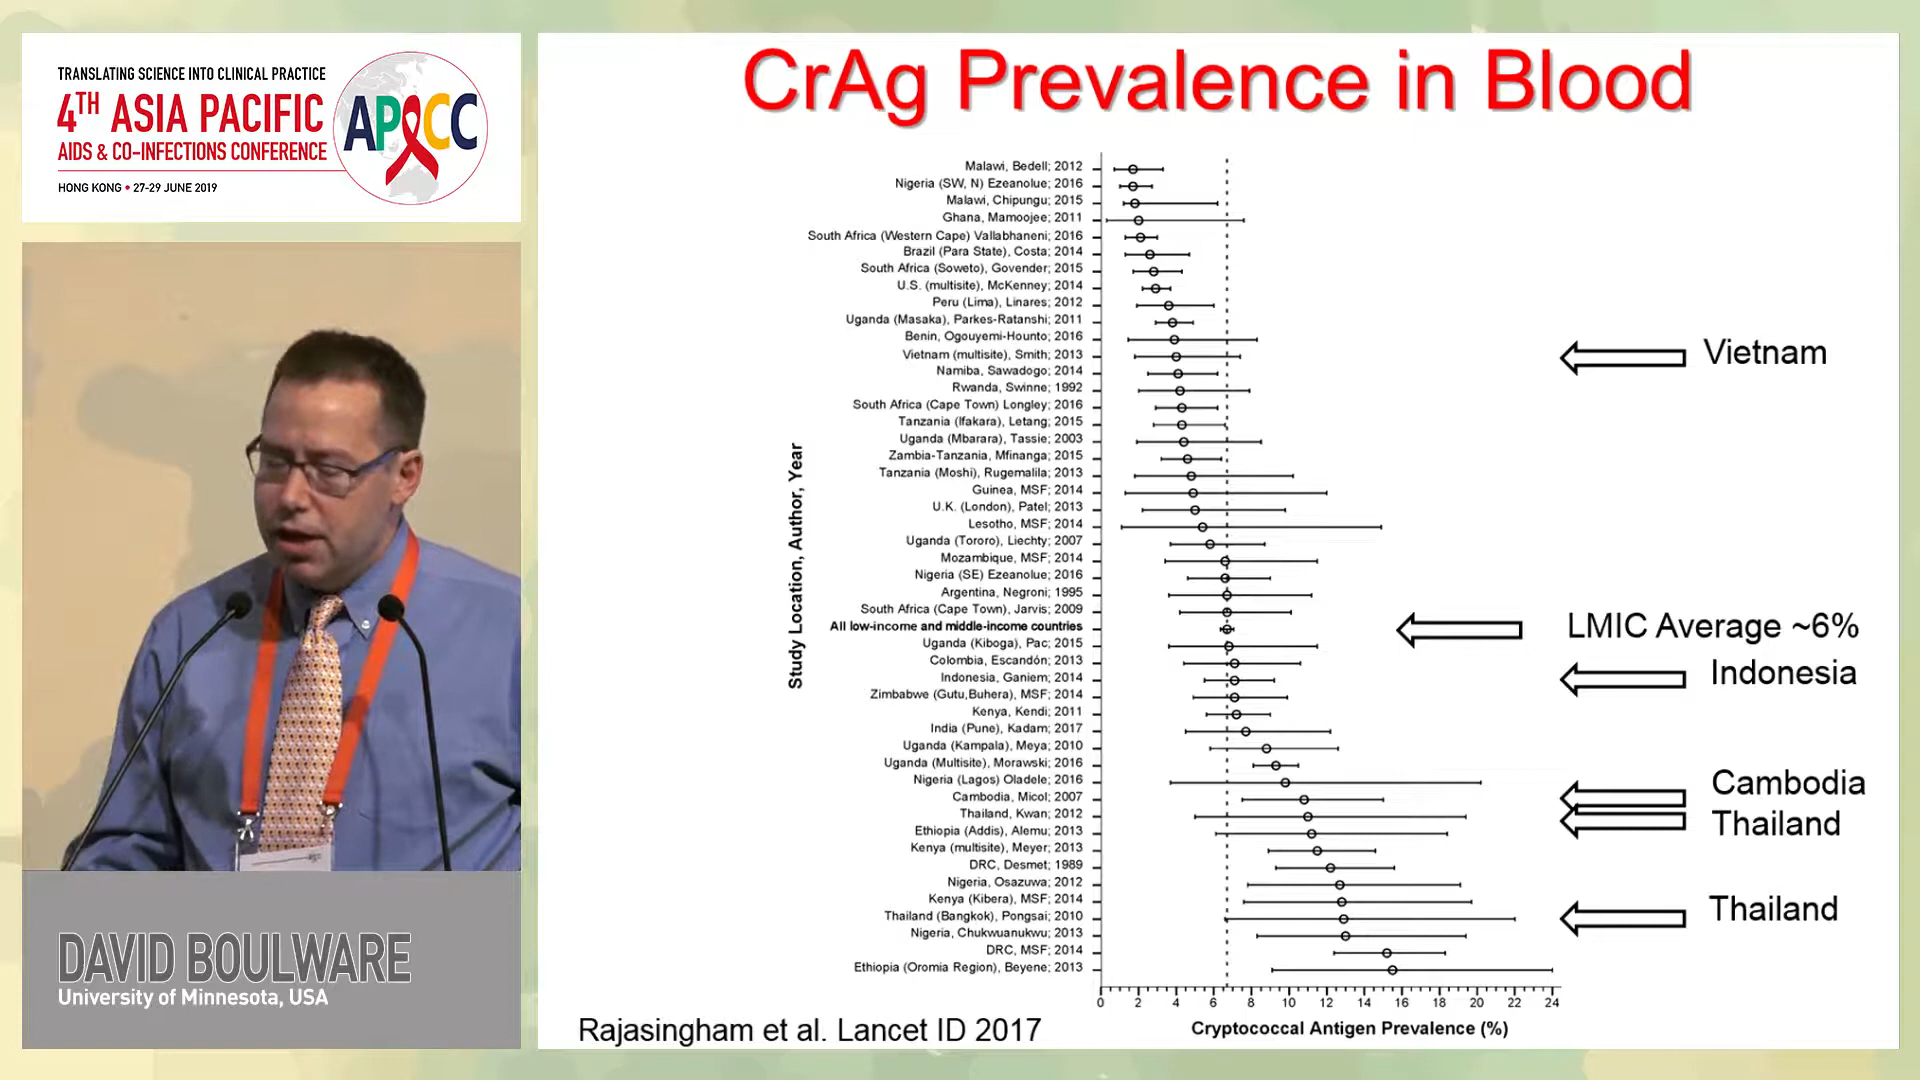 TRANSLATING SCIENCE INTO CLINICAL PRACTICE
4TH ASIA PACIFIC
AIDS & CO-INFECTIONS CONFERENCE
HONG KONG • 27-29 JUNE 2019
APACC
DAVID BOULWARE
University of Minnesota, USA
CrAg Prevalence in Blood
Study Location, Author, Year
Malawi, Bedell; 2012
Nigeria (SW, N) Ezeanolue; 2016
Malawi, Chipungu; 2015
Ghana, Mamoojee; 2011
South Africa (Western Cape) Vallabhaneni; 2016
Brazil (Para State), Costa; 2014
South Africa (Soweto), Govender; 2015
U.S. (multisite), McKenney; 2014
Peru (Lima), Linares; 2012
Uganda (Masaka), Parkes-Ratanshi; 2011
Benin, Ogouyemi-Hounto; 2016
Vietnam (multisite), Smith; 2013
Namiba, Sawadogo; 2014
Rwanda, Swinne; 1992
South Africa (Cape Town) Longley; 2016
Tanzania (Ifakara), Letang; 2015
Uganda (Mbarara), Tassie; 2003
Zambia-Tanzania, Mfinanga; 2015
Tanzania (Moshi), Rugemalila; 2013
Guinea, MSF; 2014
U.K. (London), Patel; 2013
Lesotho, MSF; 2014
Uganda (Tororo), Liechty; 2007
Mozambique, MSF; 2014
Nigeria (SE) Ezeanolue; 2016
Argentina, Negroni; 1995
South Africa (Cape Town), Jarvis; 2009
All low-income and middle-income countries
Uganda (Kiboga), Pac; 2015
Colombia, Escandón; 2013
Indonesia, Ganiem; 2014
Zimbabwe (Gutu,Buhera), MSF; 2014
Kenya, Kendi; 2011
India (Pune), Kadam; 2017
Uganda (Kampala), Meya; 2010
Uganda (Multisite), Morawski; 2016
Nigeria (Lagos) Oladele; 2016
Cambodia, Micol; 2007
Thailand, Kwan; 2012
Ethiopia (Addis), Alemu; 2013
Kenya (multisite), Meyer; 2013
DRC, Desmet; 1989
Nigeria, Osazuwa; 2012
Kenya (Kibera), MSF; 2014
Thailand (Bangkok), Pongsai; 2010
Nigeria, Chukwuanukwu; 2013
DRC, MSF; 2014
Ethiopia (Oromia Region), Beyene; 2013
0 2 4 6 8 10 12 14 16 18 20 22 24
Cryptococcal Antigen Prevalence (%)
Vietnam
LMIC Average ~6%
Indonesia
Cambodia
Thailand
Thailand
Rajasingham et al. Lancet ID 2017